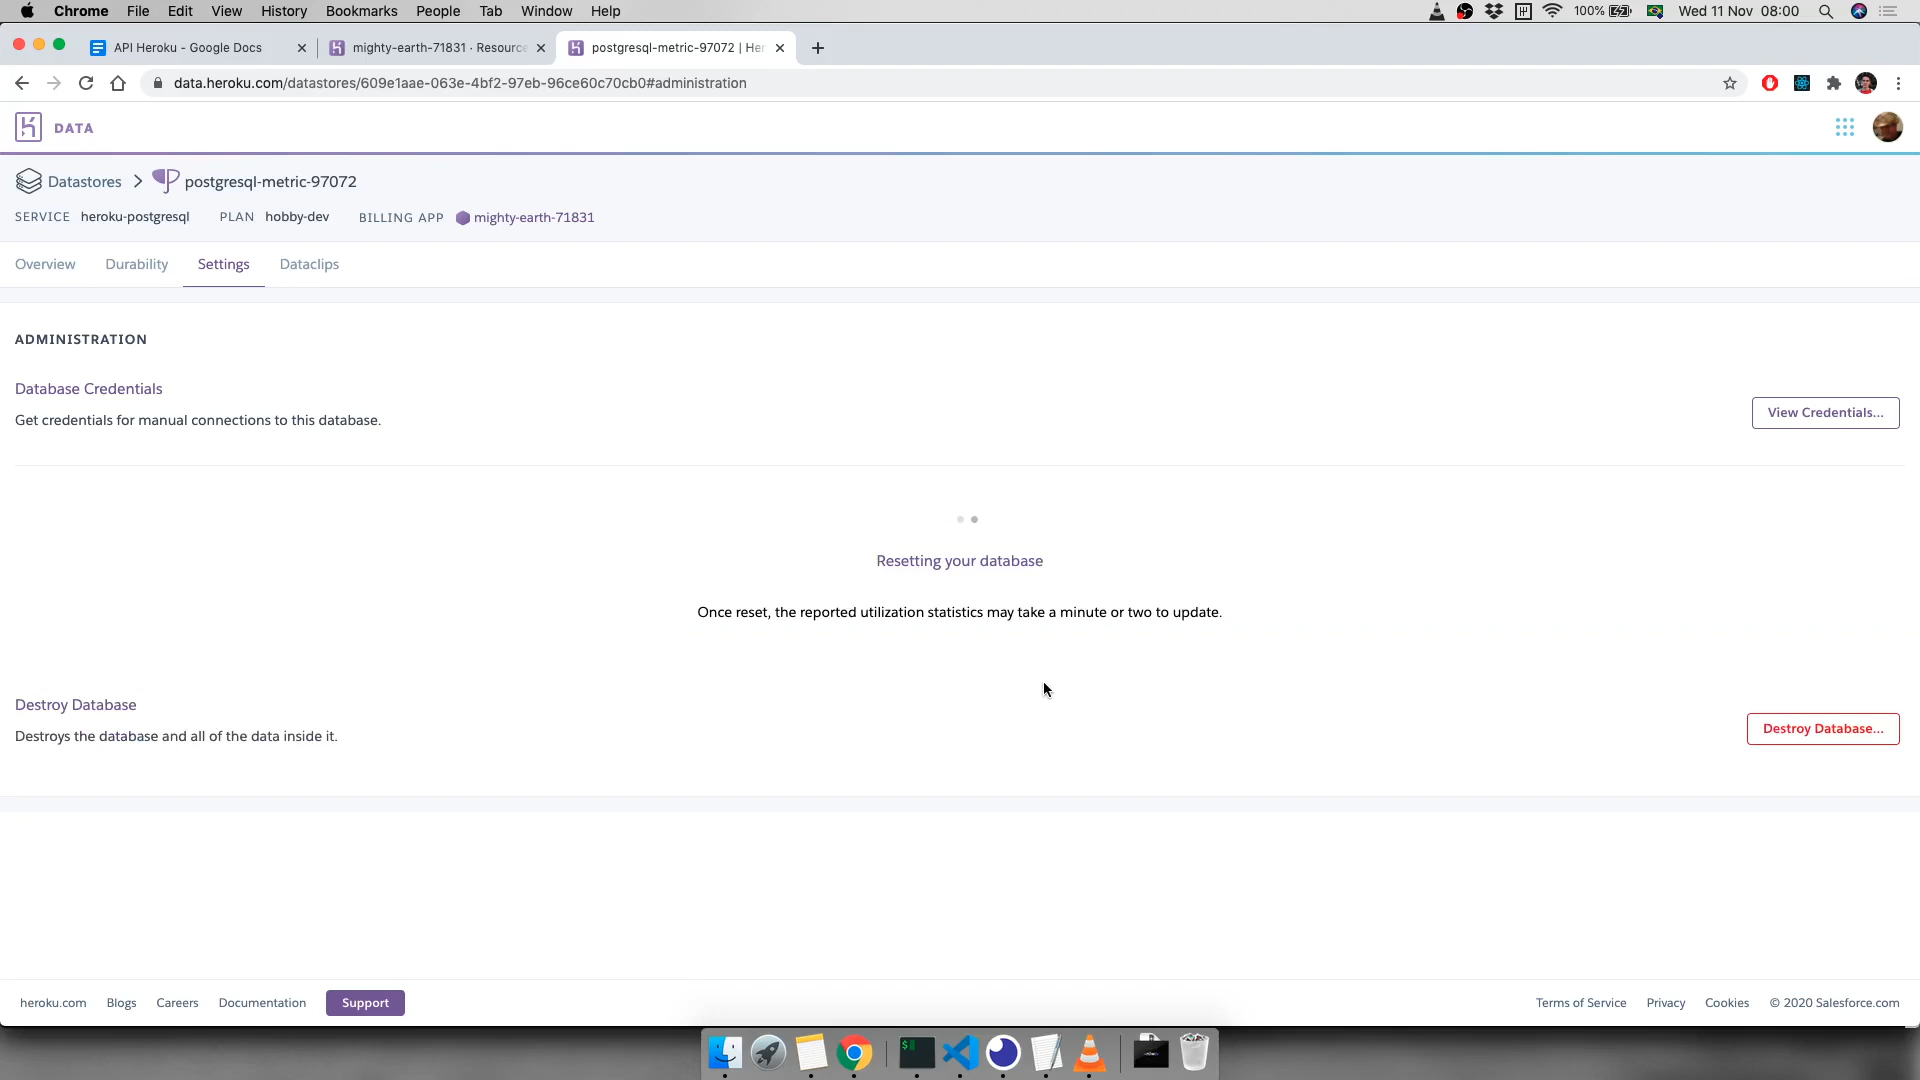 Chrome File Edit View History Bookmarks People Tab Window Help 100% Wed 11 Nov 08:00
API Heroku - Google Docs mighty-earth-71831 · Resource postgresql-metric-97072 | Her
data.heroku.com/datastores/609e1aae-063e-4bf2-97eb-96ce60c70cb0#administration
DATA
Datastores postgresql-metric-97072
SERVICE heroku-postgresql PLAN hobby-dev BILLING APP mighty-earth-71831
Overview Durability Settings Dataclips
ADMINISTRATION
Database Credentials
Get credentials for manual connections to this database.
View Credentials...
Resetting your database
Once reset, the reported utilization statistics may take a minute or two to update.
Destroy Database
Destroys the database and all of the data inside it.
Destroy Database...
heroku.com Blogs Careers Documentation Support Terms of Service Privacy Cookies © 2020 Salesforce.com